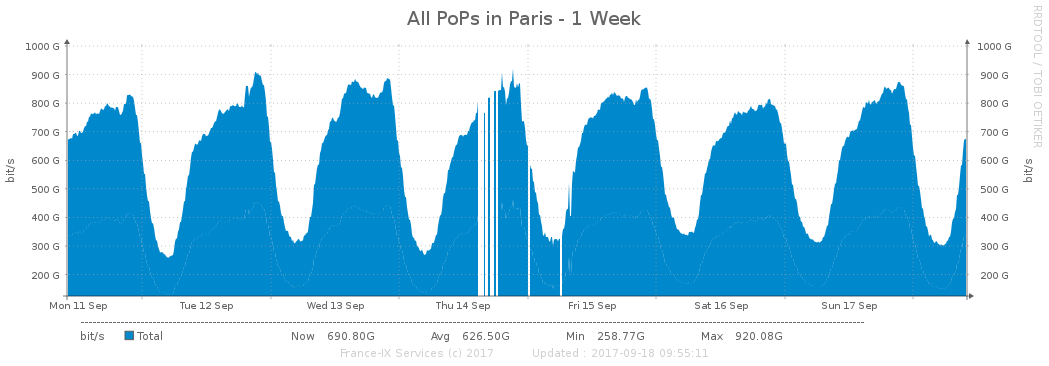 All PoPs in Paris - 1 Week
RRDTOOL / TOBI OETIKER
1000 G 1000 G
900 G 900 G
800 G 800 G
700 G 700 G
600 G 600 G
500 G 500 G
400 G 400 G
300 G 300 G
200 G 200 G
bit/s bit/s
Mon 11 Sep Tue 12 Sep Wed 13 Sep Thu 14 Sep Fri 15 Sep Sat 16 Sep Sun 17 Sep
bit/s Total Now 690.80G Avg 626.50G Min 258.77G Max 920.08G
France-IX Services (c) 2017 Updated : 2017-09-18 09:55:11